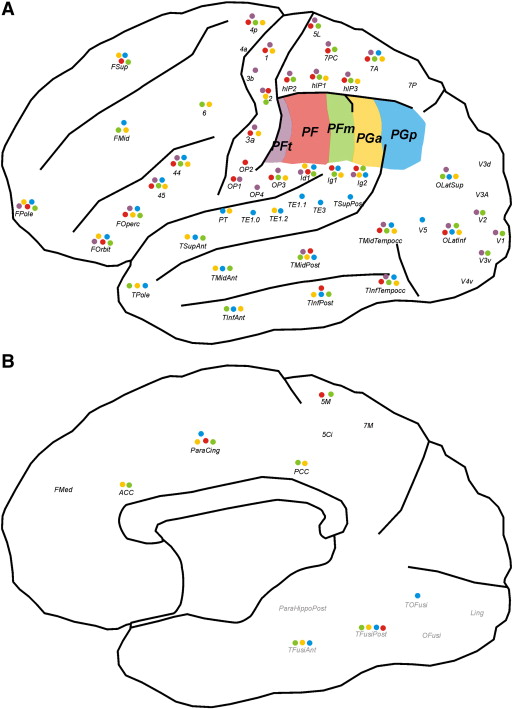 A
4p
5L
FSup
4a
1
7PC
7A
3b
hIP2
hIP1
hIP3
7P
2
6
FMid
3a
PFt
PF
PFm
PGa
PGp
V3d
44
OP2
OP1
OP3
Id1
Ig1
Ig2
OLatSup
45
OP4
TE1.1
TSupPost
V3A
FPole
FOperc
PT
TE1.0
TE1.2
TE3
V2
V5
TMidTempocc
OLatInf
V1
FOrbit
TSupAnt
TMidPost
V3v
TMidAnt
V4v
TPole
TInfTempocc
TInfPost
TInfAnt
B
5M
7M
5Ci
ParaCing
PCC
FMed
ACC
ParaHippoPost
TOFusi
Ling
TFusiPost
OFusi
TFusiAnt